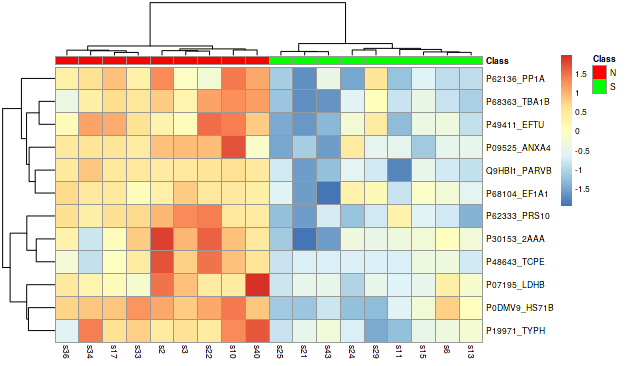 Class
P62136_PP1A
P68363_TBA1B
P49411_EFTU
P09525_ANXA4
Q9HBI1_PARVB
P68104_EF1A1
P62333_PRS10
P30153_2AAA
P48643_TCPE
P07195_LDHB
P0DMV9_HS71B
P19971_TYPH
s36 s34 s17 s33 s2 s3 s22 s10 s40 s25 s21 s43 s24 s29 s11 s15 s6 s13
1.5
1
0.5
0
-0.5
-1
-1.5
Class
N
S